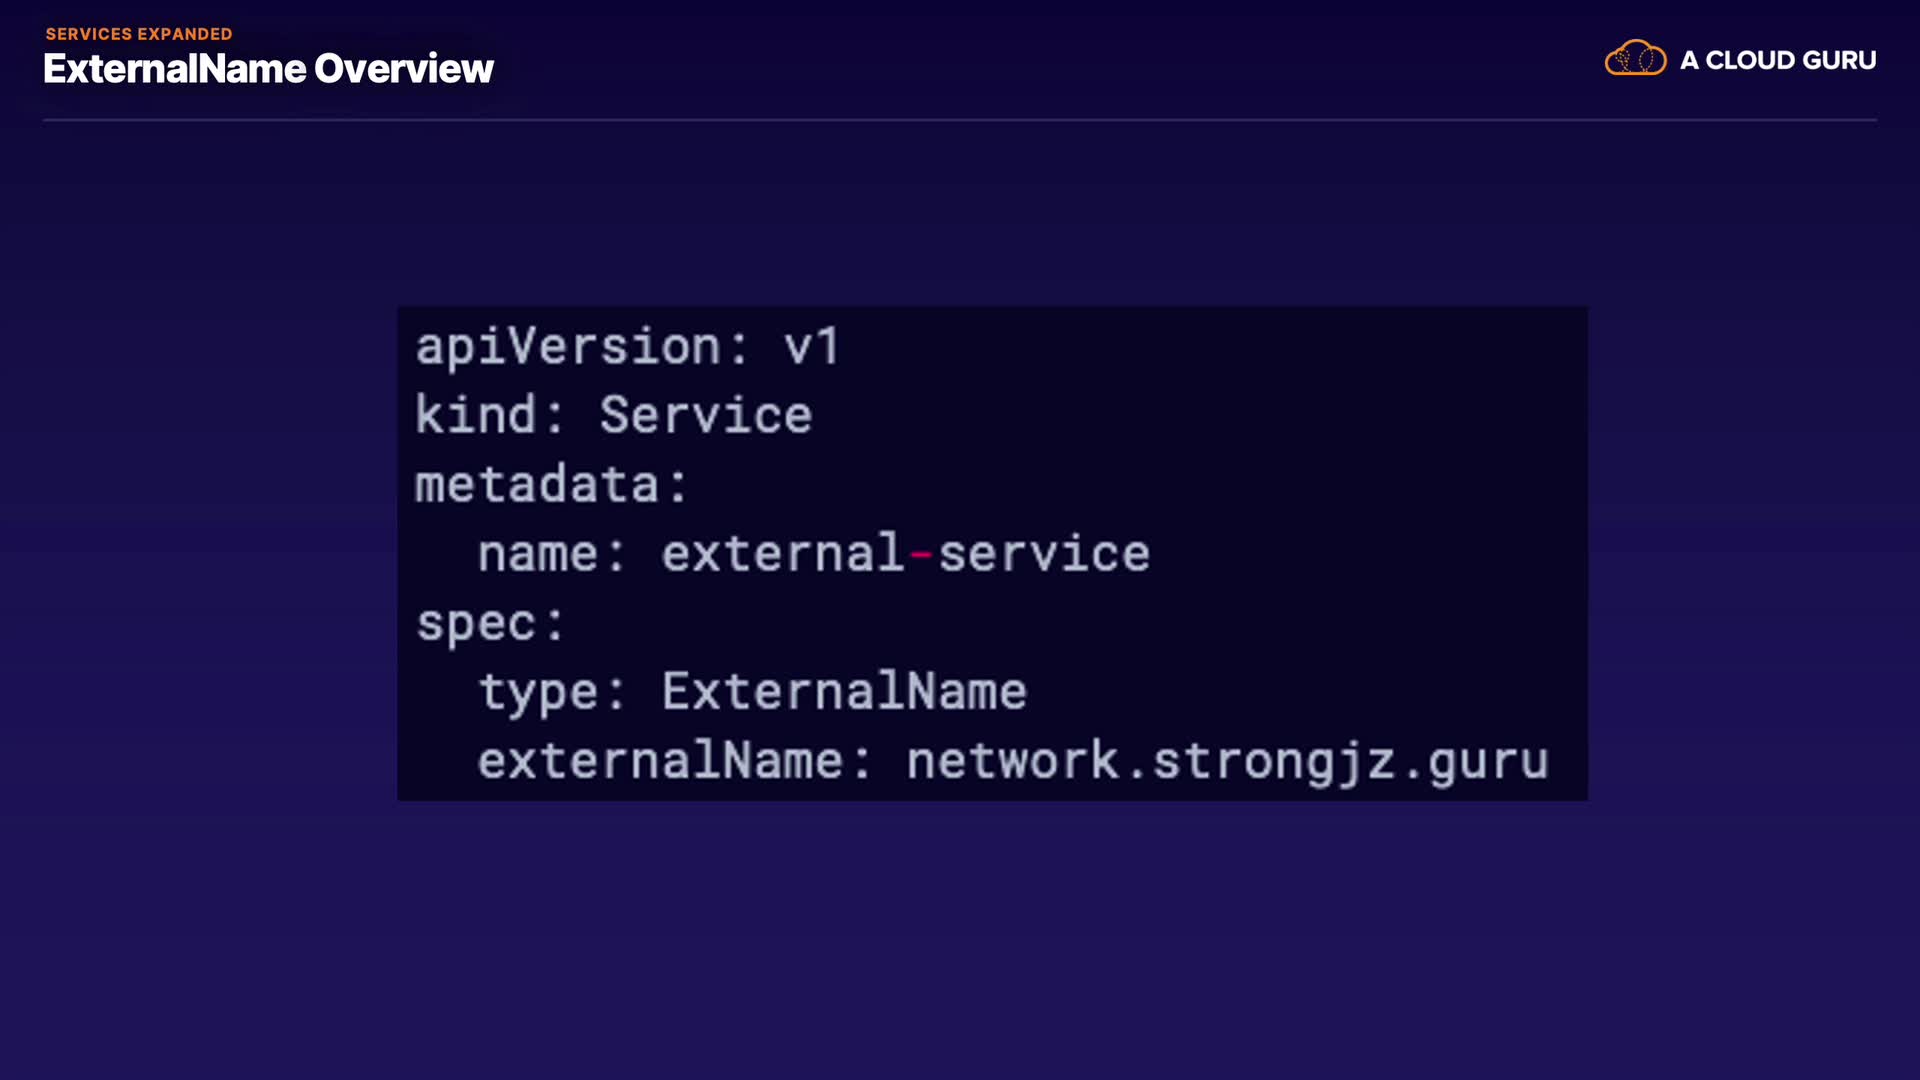 SERVICES EXPANDED
ExternalName Overview
A CLOUD GURU
apiVersion: v1
kind: Service
metadata:
  name: external-service
spec:
  type: ExternalName
  externalName: network.strongjz.guru